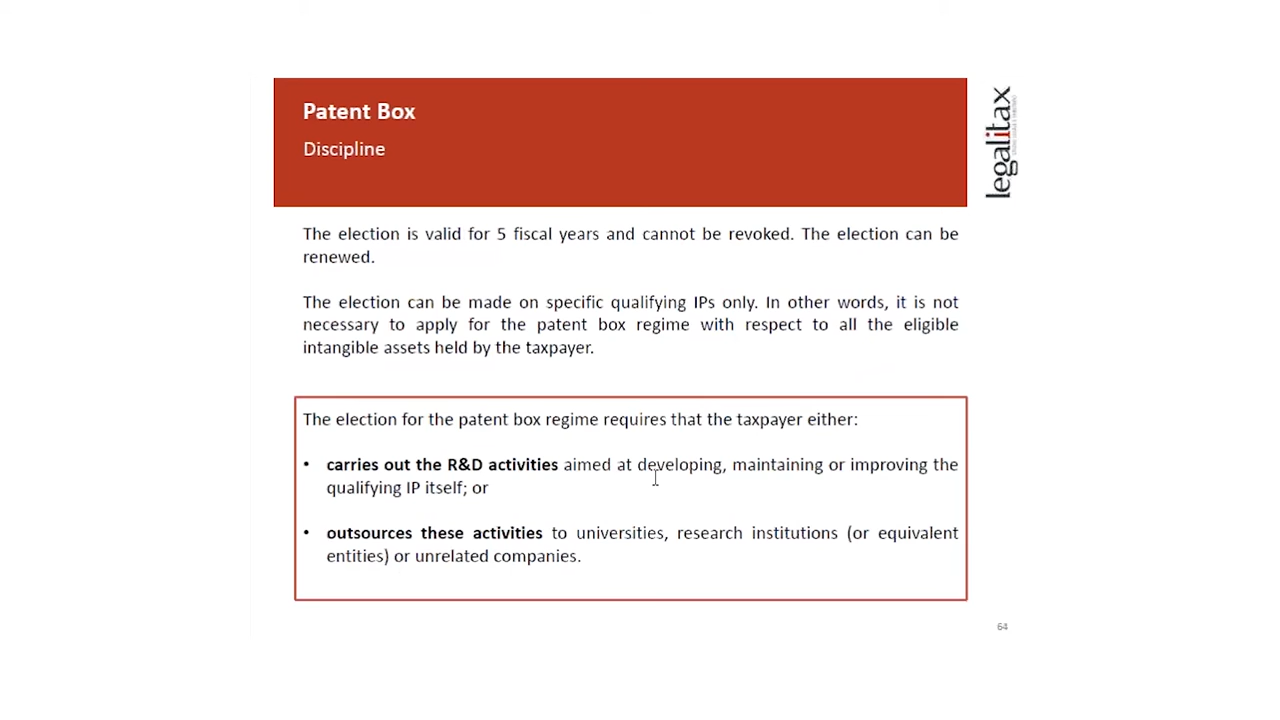 Patent Box
Discipline
legalitax
The election is valid for 5 fiscal years and cannot be revoked. The election can be
renewed.
The election can be made on specific qualifying IPs only. In other words, it is not
necessary to apply for the patent box regime with respect to all the eligible
intangible assets held by the taxpayer.
The election for the patent box regime requires that the taxpayer either:
• carries out the R&D activities aimed at developing, maintaining or improving the
qualifying IP itself; or
• outsources these activities to universities, research institutions (or equivalent
entities) or unrelated companies.
64